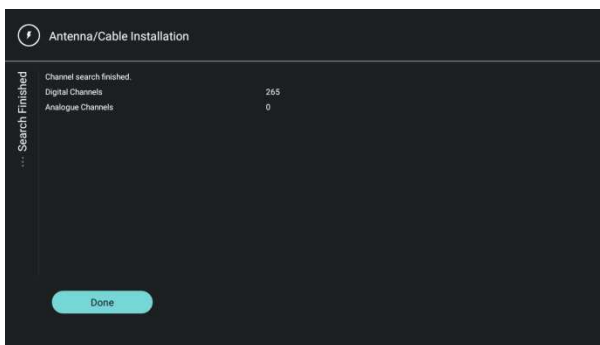 Antenna/Cable Installation
Search Finished
Channel search finished.
Digital Channels 265
Analogue Channels 0
Done